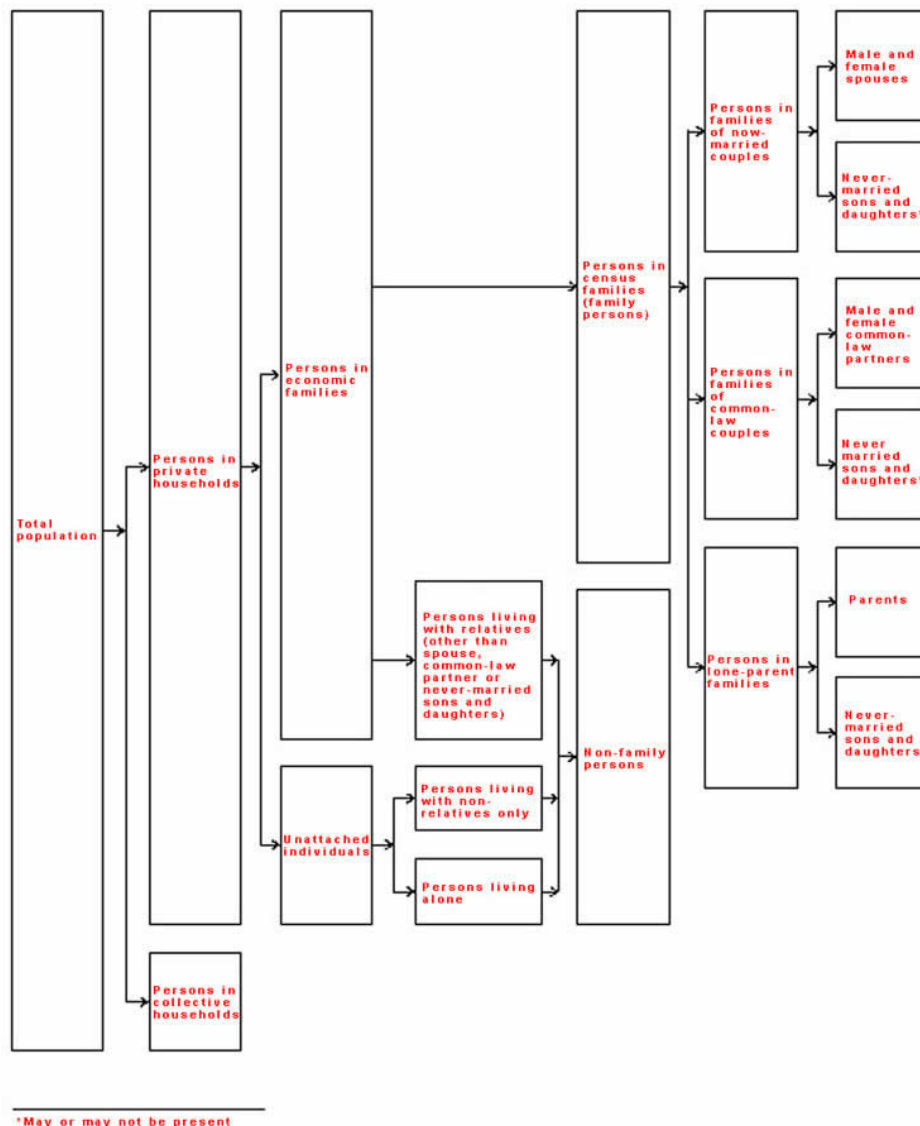 Total
population
Persons in
private
households
Persons in
collective
households
Persons in
economic
families
Unattached
individuals
Persons living
with relatives
(other than
spouse,
common-law
partner or
never-married
sons and
daughters)
Persons living
with non-
relatives only
Persons living
alone
Persons in
census
families
(family
persons)
Non-family
persons
Persons in
families
of now-
married
couples
Persons in
families
of
common-
law
couples
Persons in
lone-parent
families
Male and
female
spouses
Never-
married
sons and
daughters*
Male and
female
common-
law
partners
Never
married
sons and
daughters*
Parents
Never-
married
sons and
daughters
*May or may not be present